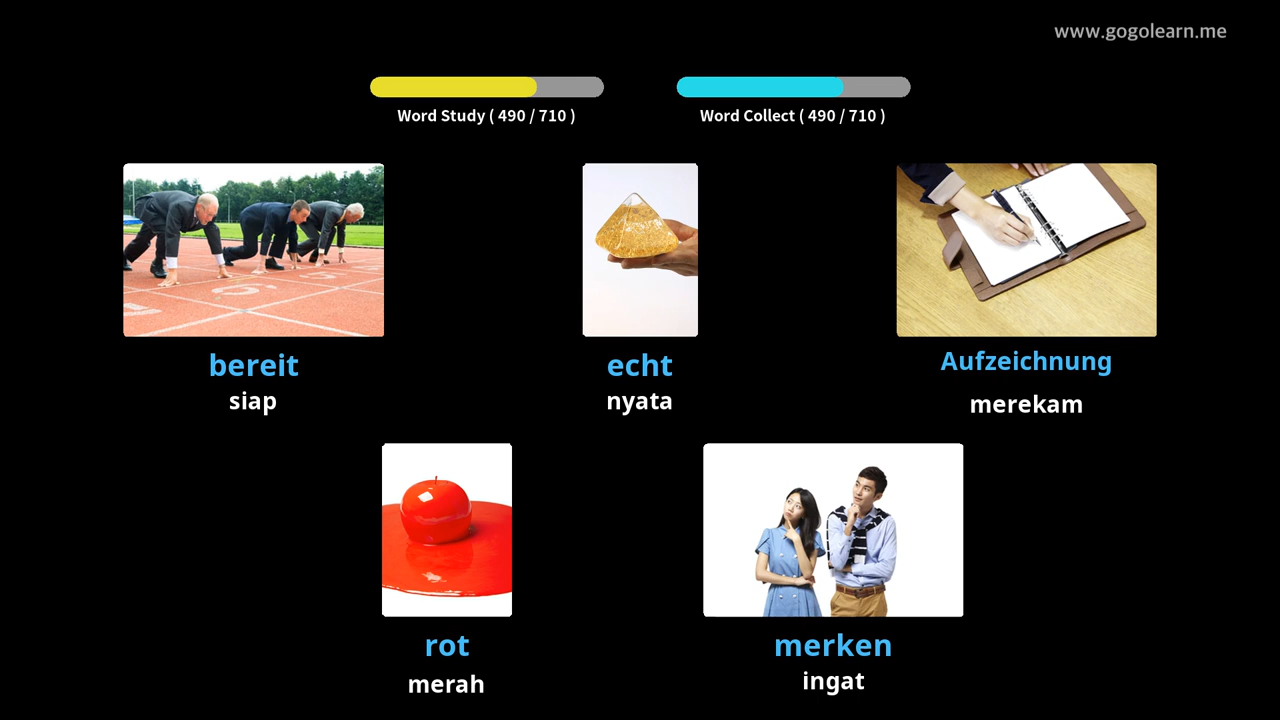 www.gogolearn.me
Word Study ( 490 / 710 )
Word Collect ( 490 / 710 )
bereit
siap
echt
nyata
Aufzeichnung
merekam
rot
merah
merken
ingat